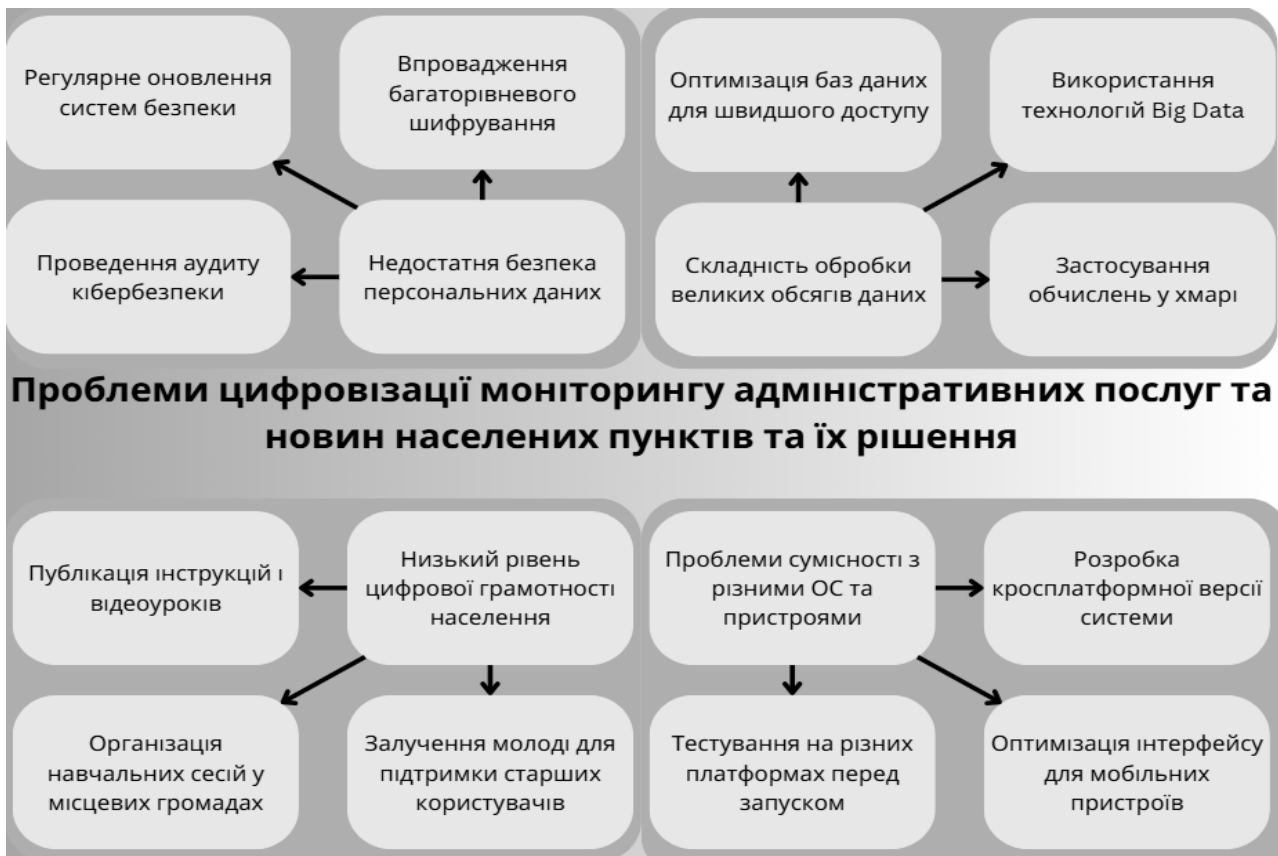 Регулярне оновлення
систем безпеки
Впровадження
багаторівневого
шифрування
Оптимізація баз даних
для швидшого доступу
Використання
технологій Big Data
Проведення аудиту
кібербезпеки
Недостатня безпека
персональних даних
Складність обробки
великих обсягів даних
Застосування
обчислень у хмарі
Проблеми цифровізації моніторингу адміністративних послуг та
новин населених пунктів та їх рішення
Публікація інструкцій і
відеоуроків
Низький рівень
цифрової грамотності
населення
Проблеми сумісності з
різними ОС та
пристроями
Розробка
кросплатформної версії
системи
Організація
навчальних сесій у
місцевих громадах
Залучення молоді для
підтримки старших
користувачів
Тестування на різних
платформах перед
запуском
Оптимізація інтерфейсу
для мобільних
пристроїв